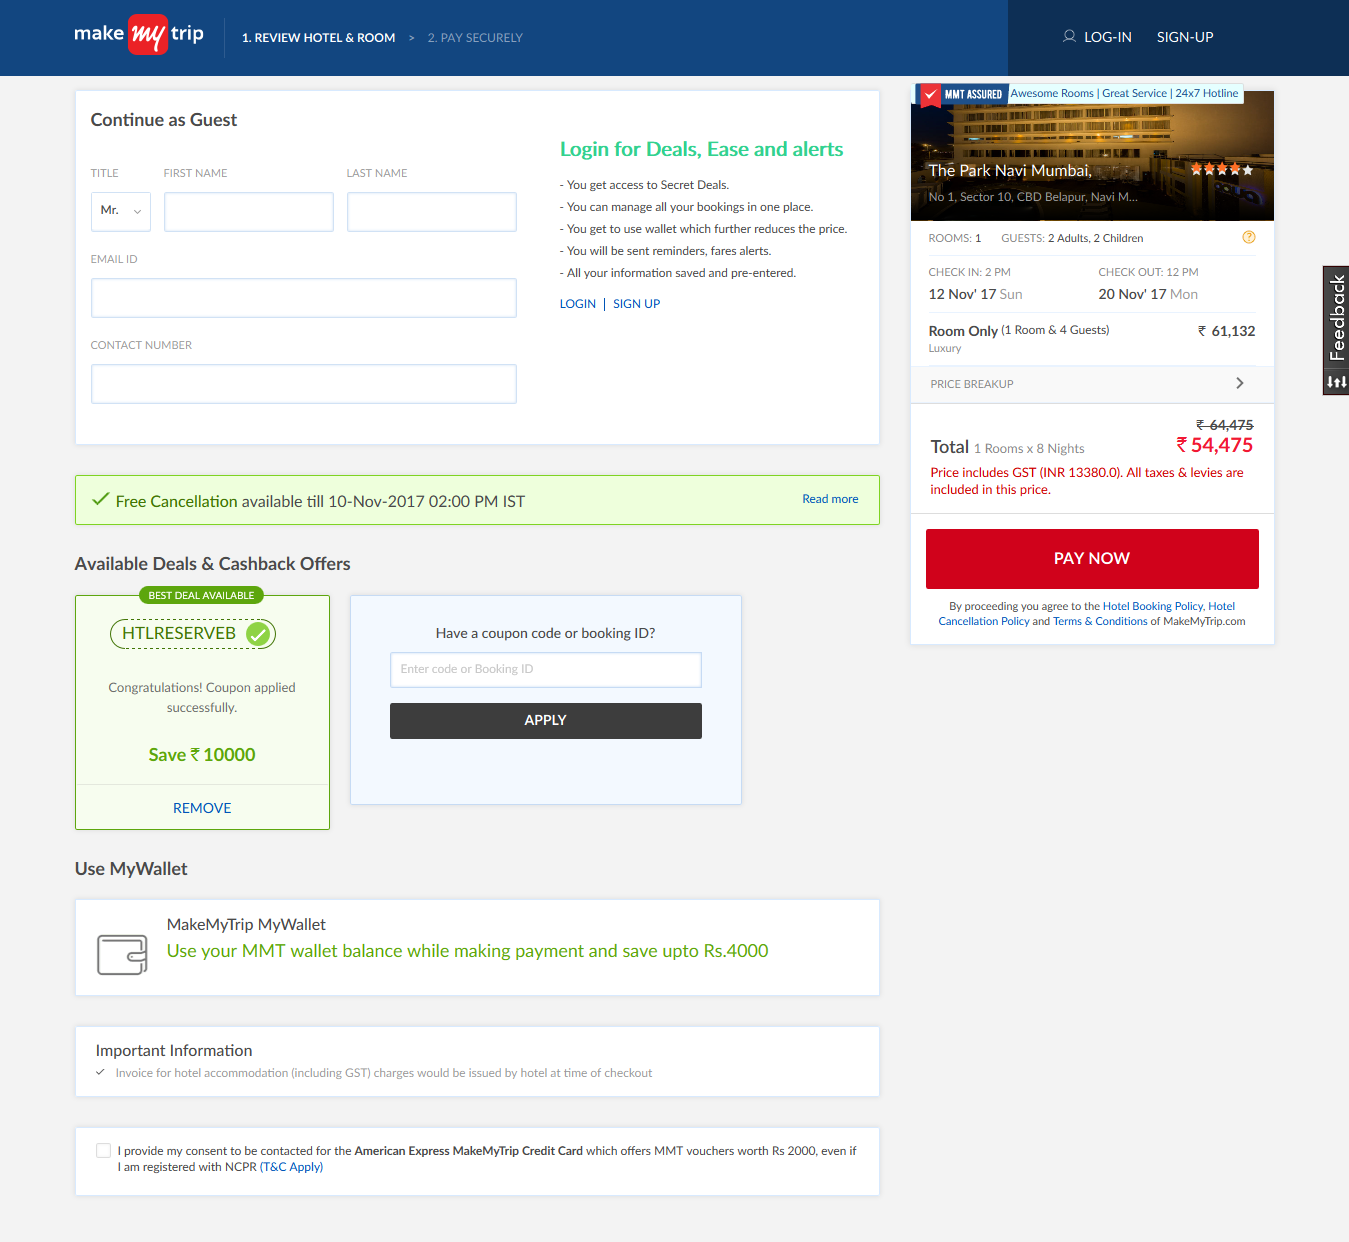 make my trip
1. REVIEW HOTEL & ROOM > 2. PAY SECURELY
LOG-IN SIGN-UP
Continue as Guest
TITLE FIRST NAME LAST NAME
Mr.
EMAIL ID
CONTACT NUMBER
Login for Deals, Ease and alerts
- You get access to Secret Deals.
- You can manage all your bookings in one place.
- You get to use wallet which further reduces the price.
- You will be sent reminders, fares alerts.
- All your information saved and pre-entered.
LOGIN | SIGN UP
Free Cancellation available till 10-Nov-2017 02:00 PM IST
Read more
Available Deals & Cashback Offers
BEST DEAL AVAILABLE
HTLRESERVEB
Congratulations! Coupon applied
successfully.
Save ₹ 10000
REMOVE
Have a coupon code or booking ID?
Enter code or Booking ID
APPLY
Use MyWallet
MakeMyTrip MyWallet
Use your MMT wallet balance while making payment and save upto Rs.4000
Important Information
Invoice for hotel accommodation (including GST) charges would be issued by hotel at time of checkout
I provide my consent to be contacted for the American Express MakeMyTrip Credit Card which offers MMT vouchers worth Rs 2000, even if
I am registered with NCPR (T&C Apply)
MMT ASSURED Awesome Rooms | Great Service | 24x7 Hotline
The Park Navi Mumbai,
No 1, Sector 10, CBD Belapur, Navi M...
ROOMS: 1 GUESTS: 2 Adults, 2 Children ?
CHECK IN: 2 PM CHECK OUT: 12 PM
12 Nov' 17 Sun 20 Nov' 17 Mon
Room Only (1 Room & 4 Guests) ₹ 61,132
Luxury
PRICE BREAKUP
₹ 64,475
Total 1 Rooms x 8 Nights ₹ 54,475
Price includes GST (INR 13380.0). All taxes & levies are
included in this price.
PAY NOW
By proceeding you agree to the Hotel Booking Policy, Hotel
Cancellation Policy and Terms & Conditions of MakeMyTrip.com
Feedback